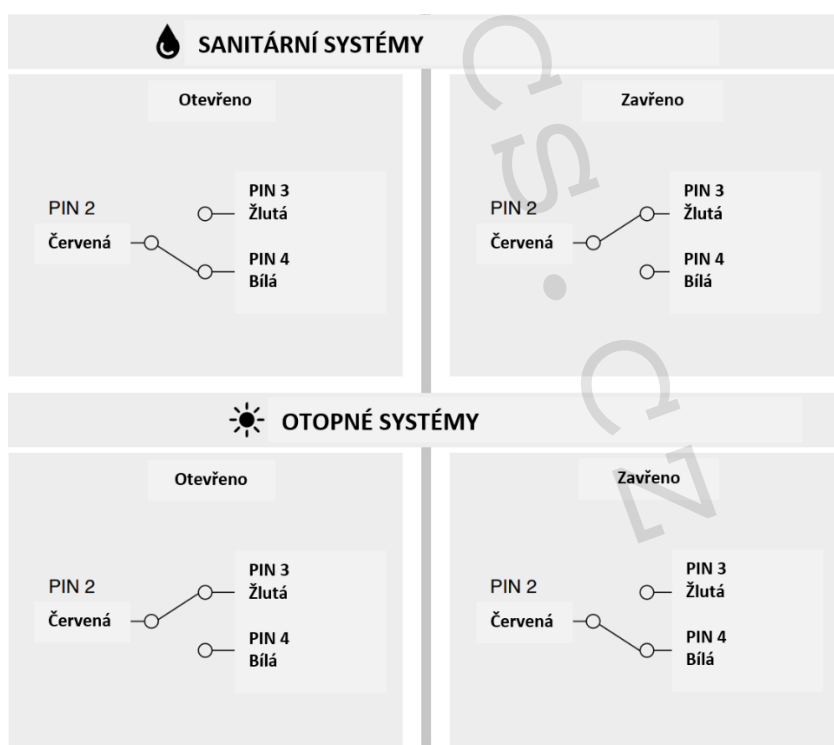 SANITÁRNÍ SYSTÉMY
Otevřeno
PIN 2
Červená
PIN 3
Žlutá
PIN 4
Bílá
Zavřeno
PIN 2
Červená
PIN 3
Žlutá
PIN 4
Bílá
OTOPNÉ SYSTÉMY
Otevřeno
PIN 2
Červená
PIN 3
Žlutá
PIN 4
Bílá
Zavřeno
PIN 2
Červená
PIN 3
Žlutá
PIN 4
Bílá
CS.CZ